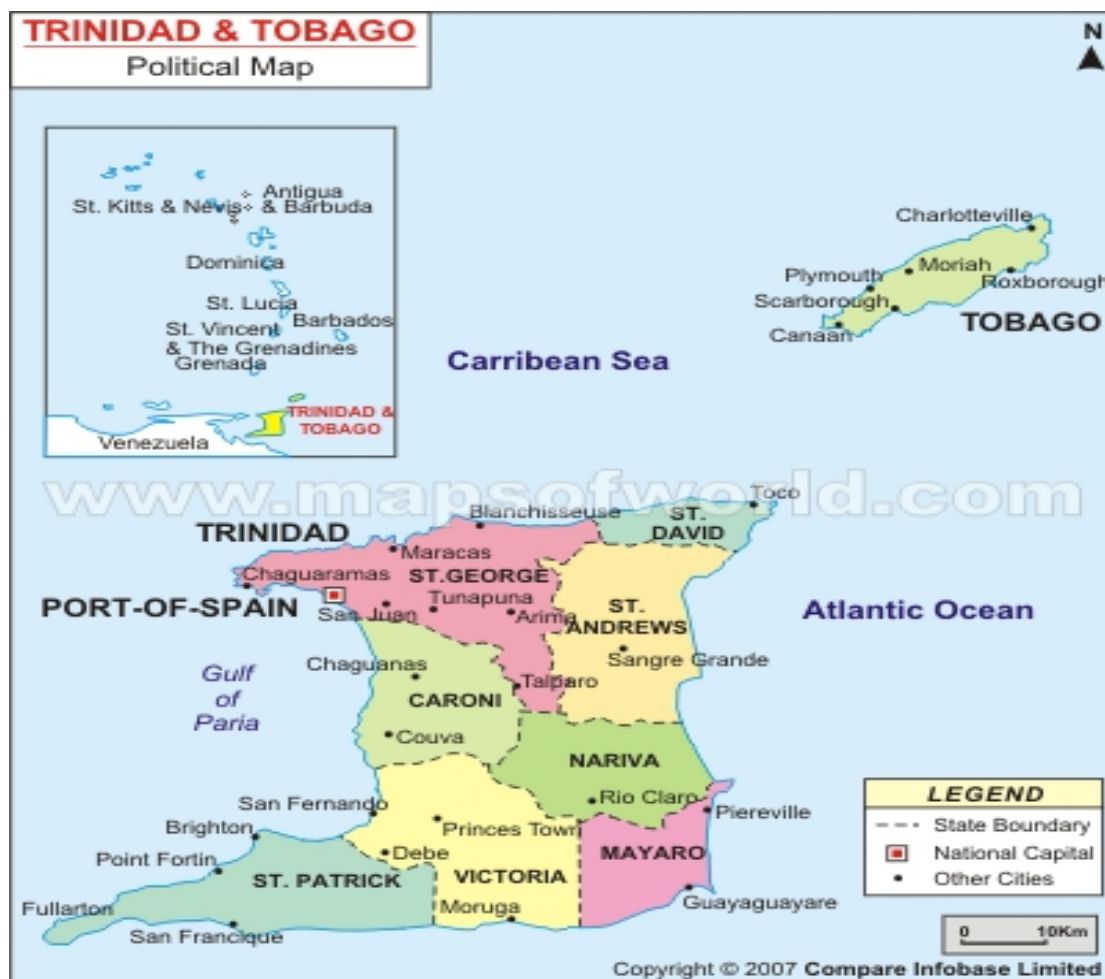 TRINIDAD & TOBAGO
Political Map
N
Antigua
St. Kitts & Nevis & Barbuda
Dominica
St. Lucia
Barbados
St. Vincent
& The Grenadines
Grenada
TRINIDAD &
TOBAGO
Venezuela
Charlotteville
Moriah
Plymouth
Roxborough
Scarborough
TOBAGO
Canaan
Carribean Sea
www.mapsofworld.com
Toco
Blanchisseuse
ST.
DAVID
TRINIDAD
Maracas
Chaguaramas
ST.GEORGE
PORT-OF-SPAIN
San Juan
Tunapuna
Arima
ST.
ANDREWS
Atlantic Ocean
Chaguanas
Sangre Grande
Gulf
of
Paria
Talparo
CARONI
Couva
NARIVA
San Fernando
Rio Claro
Piereville
Brighton
Princes Town
Point Fortin
Debe
MAYARO
ST. PATRICK
VICTORIA
Fullarton
Moruga
Guayaguayare
San Francique
LEGEND
State Boundary
National Capital
Other Cities
0 10Km
Copyright © 2007 Compare Infobase Limited